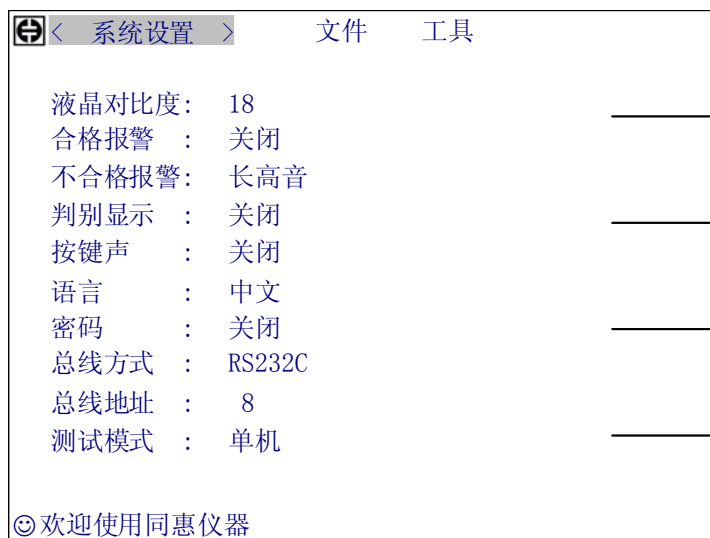 < 系统设置 > 文件 工具
液晶对比度: 18
合格报警 : 关闭
不合格报警: 长高音
判别显示 : 关闭
按键声 : 关闭
语言 : 中文
密码 : 关闭
总线方式 : RS232C
总线地址 : 8
测试模式 : 单机
☺欢迎使用同惠仪器